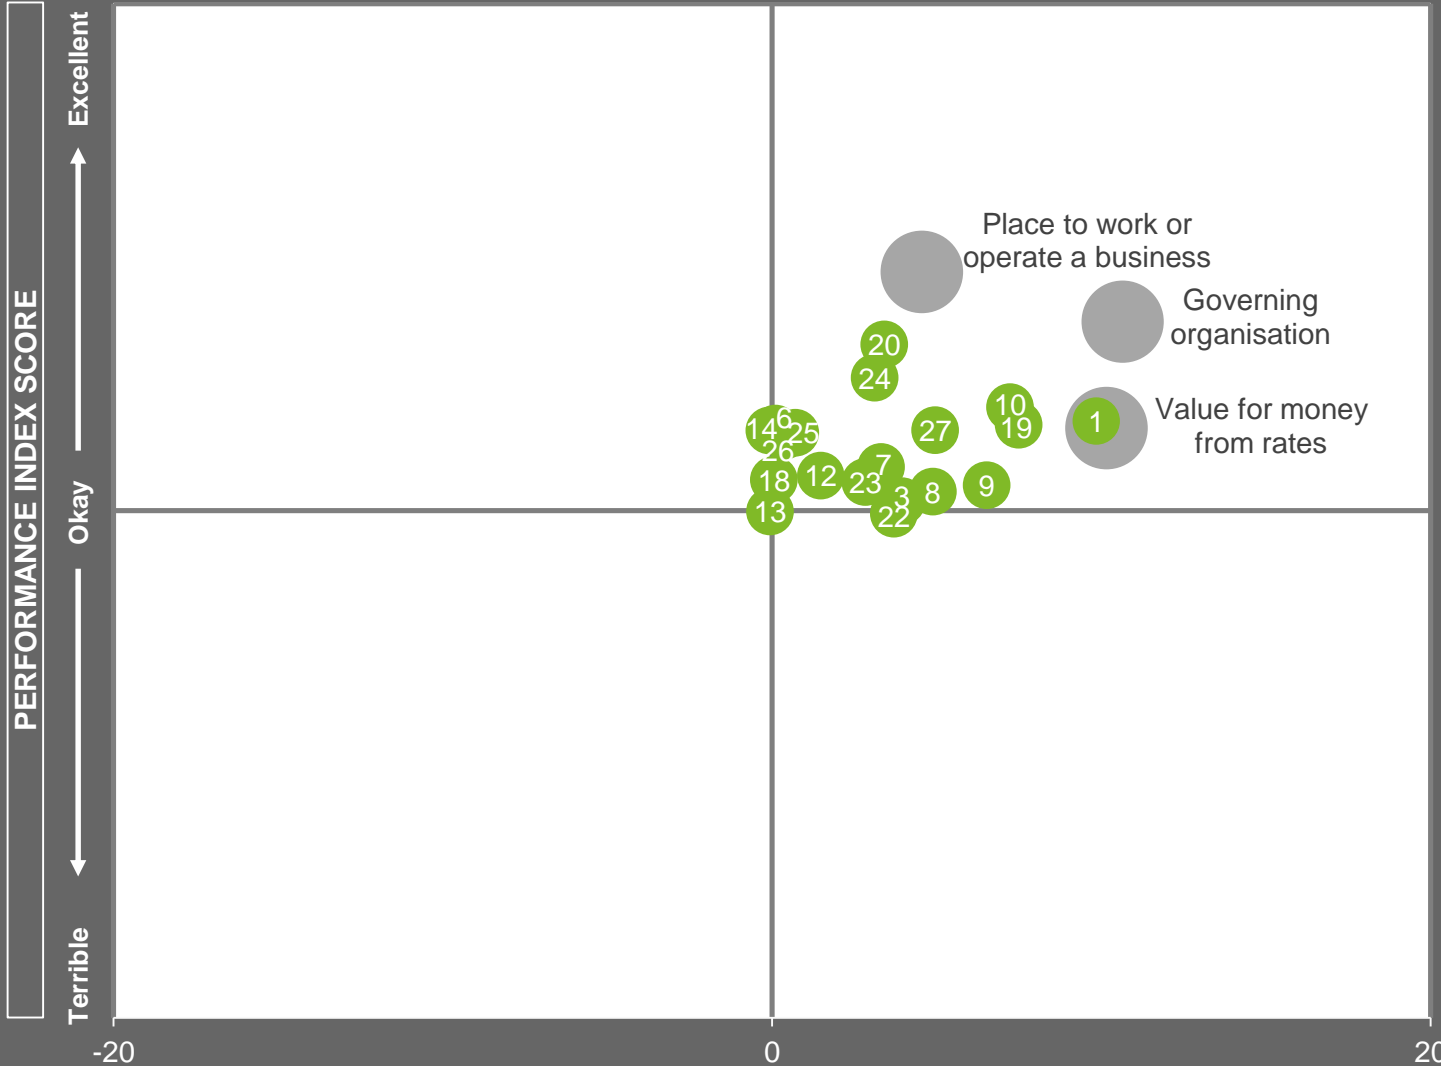 PERFORMANCE INDEX SCORE
Excellent
Okay
Terrible
Place to work or
operate a business
Governing
organisation
Value for money
from rates
20
24
10
1
19
6
14
25
27
26
7
12
18
23
9
8
3
13
22
-20
0
20